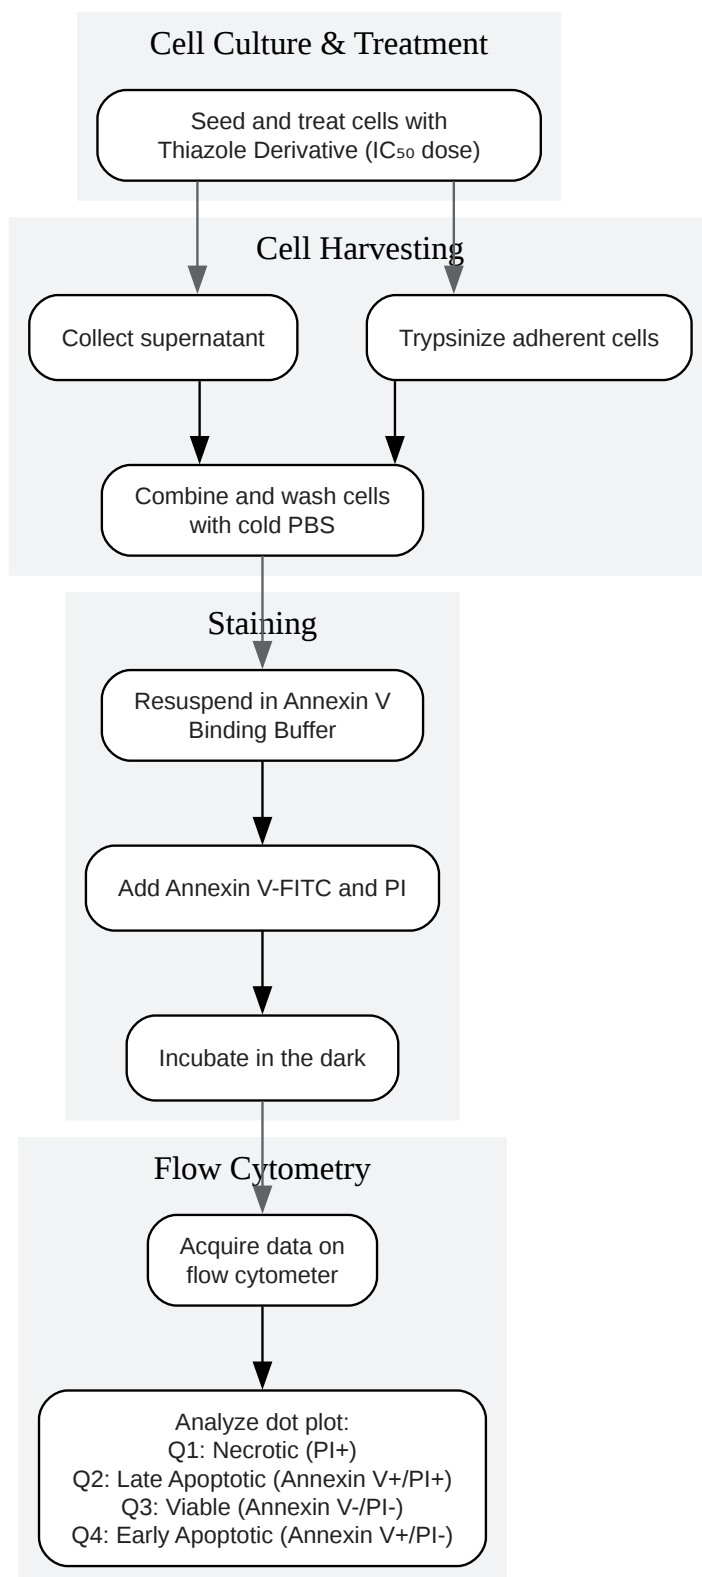 Cell Culture & Treatment
Seed and treat cells with
Thiazole Derivative (IC₅₀ dose)
Cell Harvesting
Collect supernatant
Trypsinize adherent cells
Combine and wash cells
with cold PBS
Staining
Resuspend in Annexin V
Binding Buffer
Add Annexin V-FITC and PI
Incubate in the dark
Flow Cytometry
Acquire data on
flow cytometer
Analyze dot plot:
Q1: Necrotic (PI+)
Q2: Late Apoptotic (Annexin V+/PI+)
Q3: Viable (Annexin V-/PI-)
Q4: Early Apoptotic (Annexin V+/PI-)